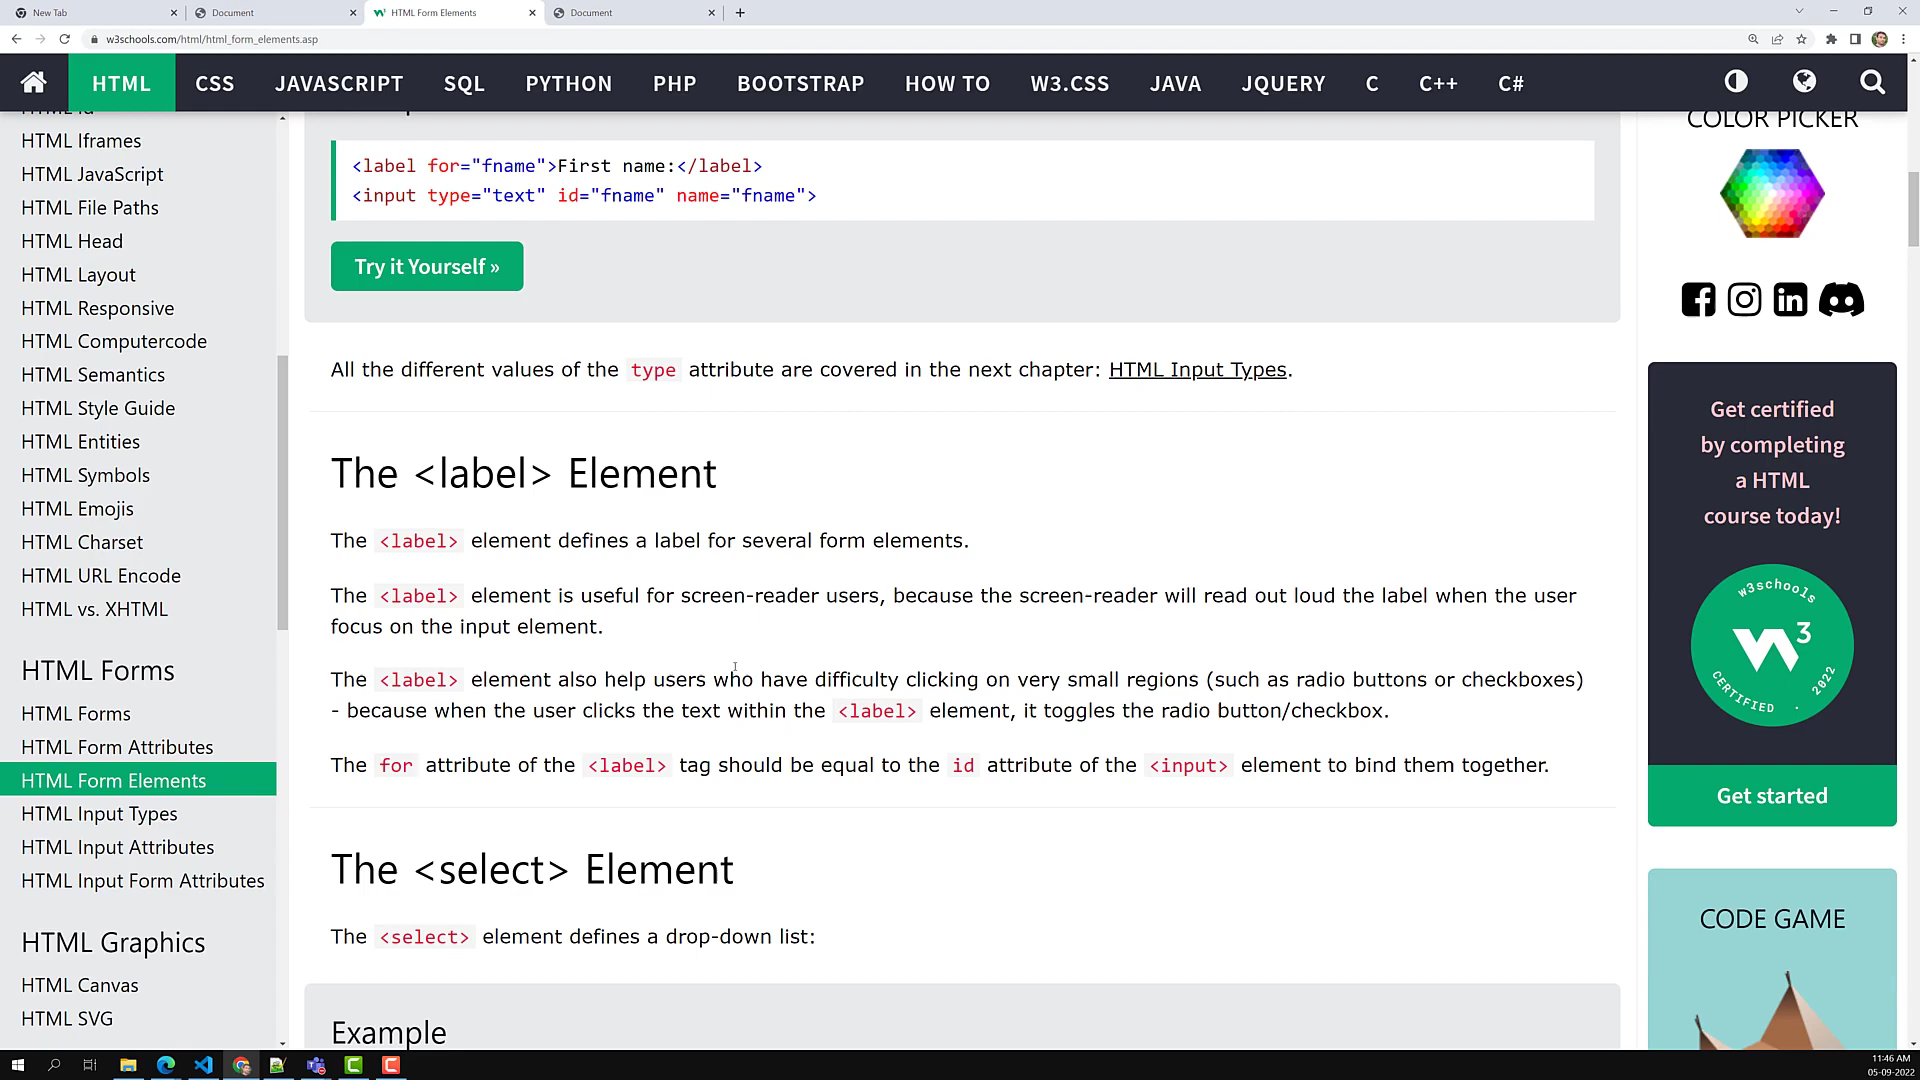 New Tab
Document
HTML Form Elements
Document
w3schools.com/html/html_form_elements.asp
HTML
CSS
JAVASCRIPT
SQL
PYTHON
PHP
BOOTSTRAP
HOW TO
W3.CSS
JAVA
JQUERY
C
C++
C#
HTML Iframes
HTML JavaScript
HTML File Paths
HTML Head
HTML Layout
HTML Responsive
HTML Computercode
HTML Semantics
HTML Style Guide
HTML Entities
HTML Symbols
HTML Emojis
HTML Charset
HTML URL Encode
HTML vs. XHTML
HTML Forms
HTML Forms
HTML Form Attributes
HTML Form Elements
HTML Input Types
HTML Input Attributes
HTML Input Form Attributes
HTML Graphics
HTML Canvas
HTML SVG
<label for="fname">First name:</label>
<input type="text" id="fname" name="fname">
Try it Yourself »
All the different values of the type attribute are covered in the next chapter: HTML Input Types.
The <label> Element
The <label> element defines a label for several form elements.
The <label> element is useful for screen-reader users, because the screen-reader will read out loud the label when the user
focus on the input element.
The <label> element also help users who have difficulty clicking on very small regions (such as radio buttons or checkboxes)
- because when the user clicks the text within the <label> element, it toggles the radio button/checkbox.
The for attribute of the <label> tag should be equal to the id attribute of the <input> element to bind them together.
The <select> Element
The <select> element defines a drop-down list:
Example
COLOR PICKER
Get certified
by completing
a HTML
course today!
w3schools
3
CERTIFIED . 2022
Get started
CODE GAME
11:46 AM
05-09-2022